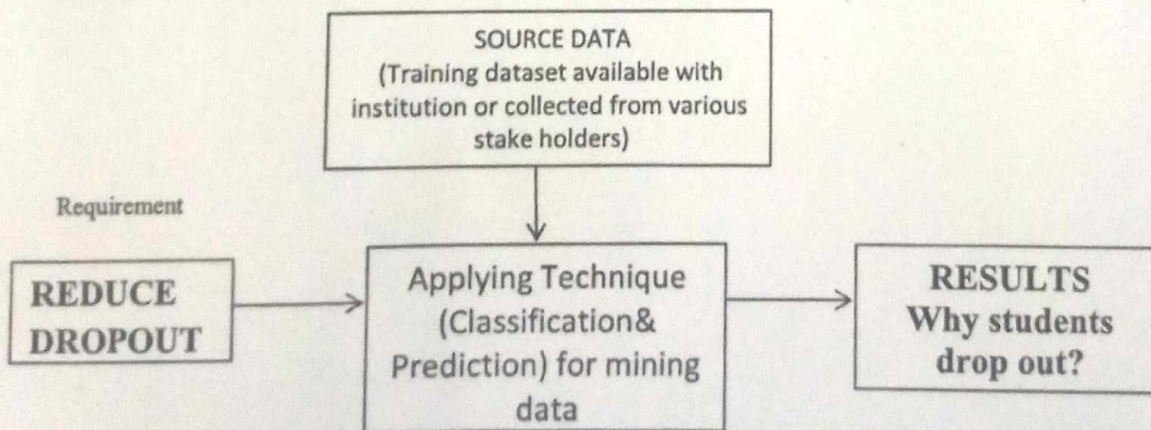 SOURCE DATA
(Training dataset available with
institution or collected from various
stake holders)
Requirement
REDUCE
DROPOUT
Applying Technique
(Classification&
Prediction) for mining
data
RESULTS
Why students
drop out?